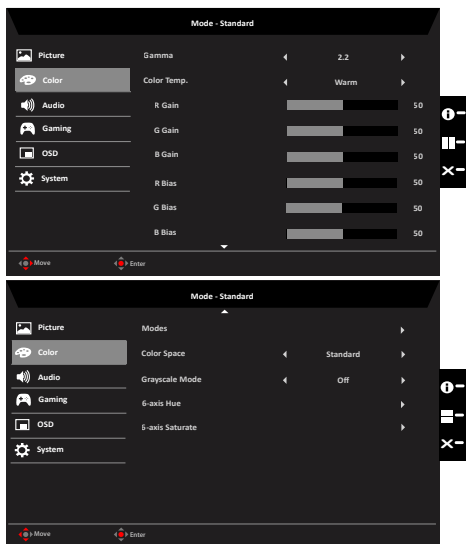 Mode - Standard
Picture Gamma 2.2
Color Color Temp. Warm
Audio R Gain 50
Gaming G Gain 50
OSD B Gain 50
System R Bias 50
G Bias 50
B Bias 50
Move Enter
Mode - Standard
Picture Modes
Color Color Space Standard
Audio Grayscale Mode Off
Gaming 6-axis Hue
OSD 6-axis Saturate
System
Move Enter